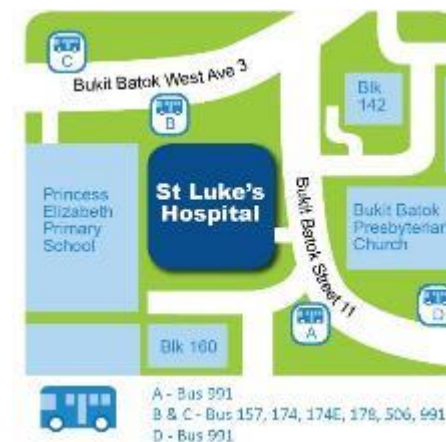 C
Bukit Batok West Ave 3
B
Blk
142
Princess
Elizabeth
Primary
School
St Luke's
Hospital
Bukit Batok Street 11
Bukit Batok
Presbyterian
Church
D
A
Blk 160
A - Bus 991
B & C - Bus 157, 174, 174E, 178, 506, 991
D - Bus 991